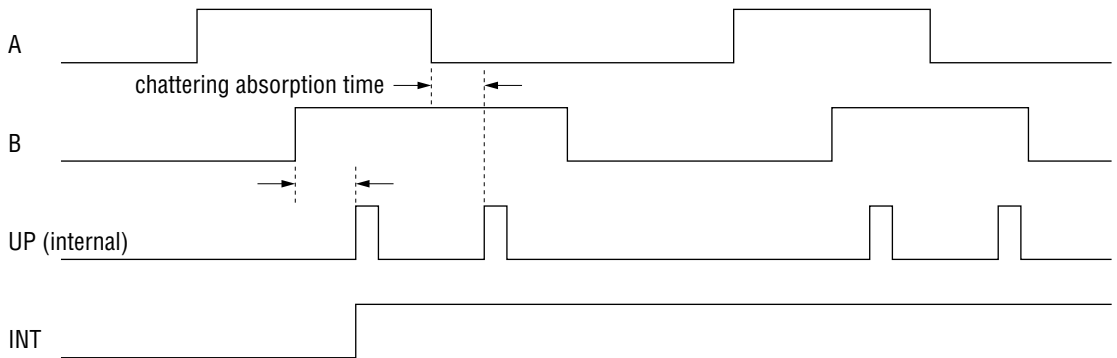 A
chattering absorption time
B
UP (internal)
INT